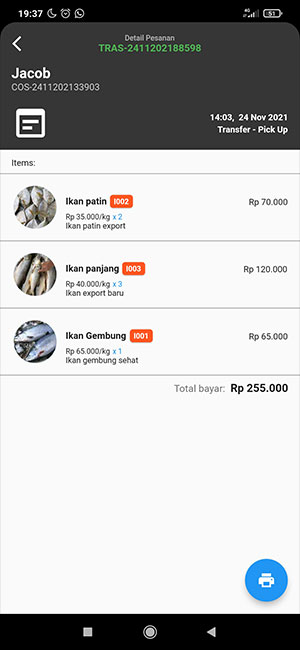 19:37 4G 51
Detail Pesanan
TRAS-2411202188598
Jacob
COS-2411202133903
14:03, 24 Nov 2021
Transfer - Pick Up
Items:
Ikan patin I002 Rp 70.000
Rp 35.000/kg x 2
Ikan patin export
Ikan panjang I003 Rp 120.000
Rp 40.000/kg x 3
Ikan export baru
Ikan Gembung I001 Rp 65.000
Rp 65.000/kg x 1
Ikan gembung sehat
Total bayar: Rp 255.000